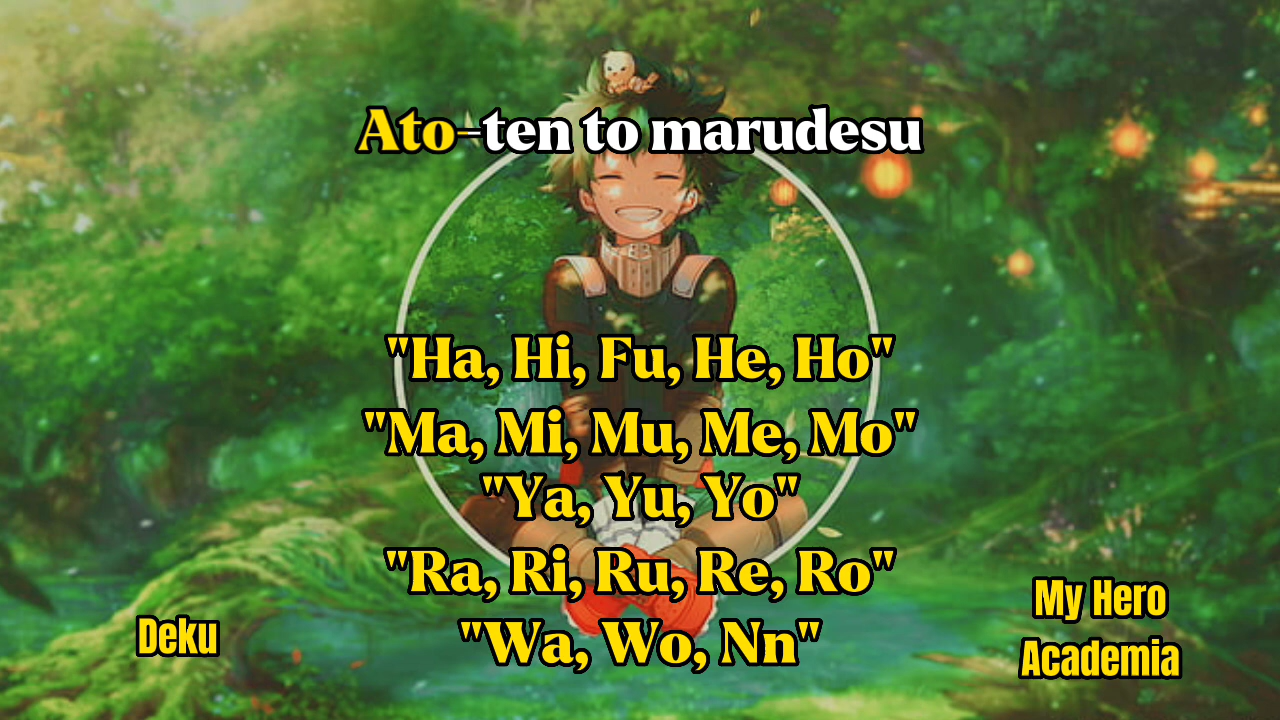 Ato-ten to marudesu
"Ha, Hi, Fu, He, Ho"
"Ma, Mi, Mu, Me, Mo"
"Ya, Yu, Yo"
"Ra, Ri, Ru, Re, Ro"
"Wa, Wo, Nn"
Deku
My Hero
Academia